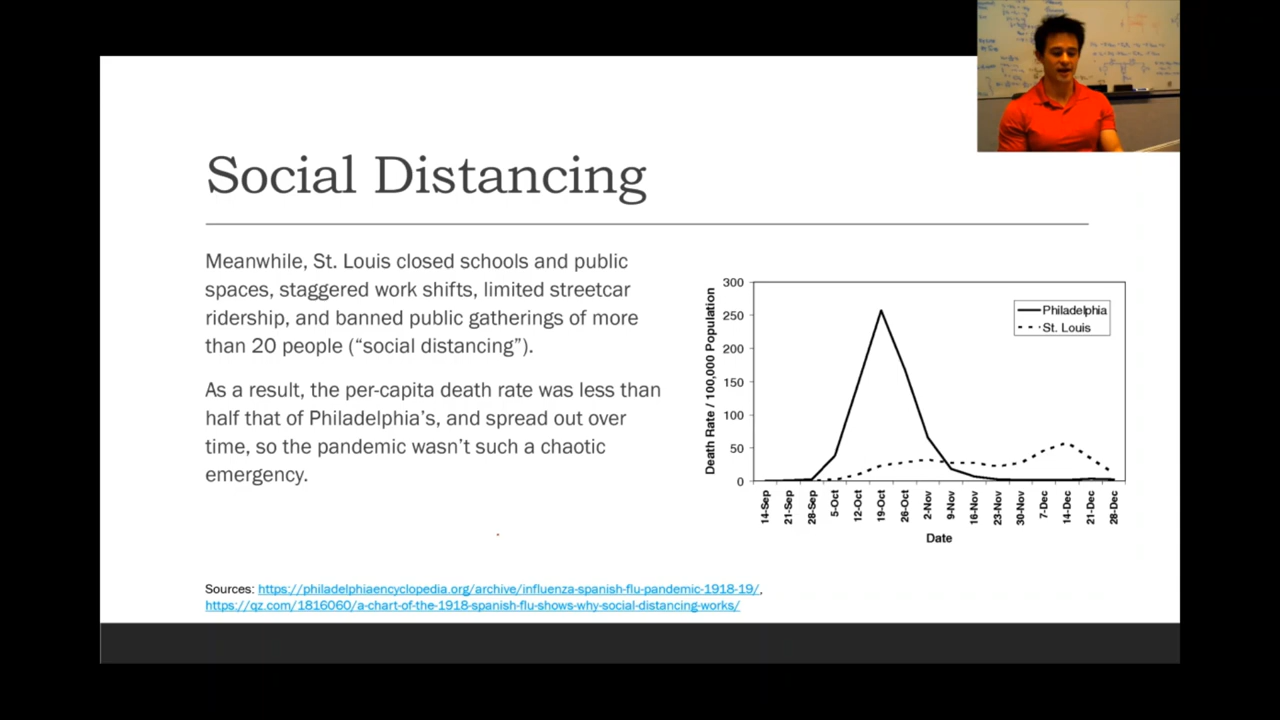 Social Distancing
Meanwhile, St. Louis closed schools and public
spaces, staggered work shifts, limited streetcar
ridership, and banned public gatherings of more
than 20 people (“social distancing”).
As a result, the per-capita death rate was less than
half that of Philadelphia’s, and spread out over
time, so the pandemic wasn’t such a chaotic
emergency.
Death Rate / 100,000 Population
300
250
200
150
100
50
0
Philadelphia
St. Louis
14-Sep
21-Sep
28-Sep
5-Oct
12-Oct
19-Oct
26-Oct
2-Nov
9-Nov
16-Nov
23-Nov
30-Nov
7-Dec
14-Dec
21-Dec
28-Dec
Date
Sources: https://philadelphiaencyclopedia.org/archive/influenza-spanish-flu-pandemic-1918-19/,
https://qz.com/1816060/a-chart-of-the-1918-spanish-flu-shows-why-social-distancing-works/